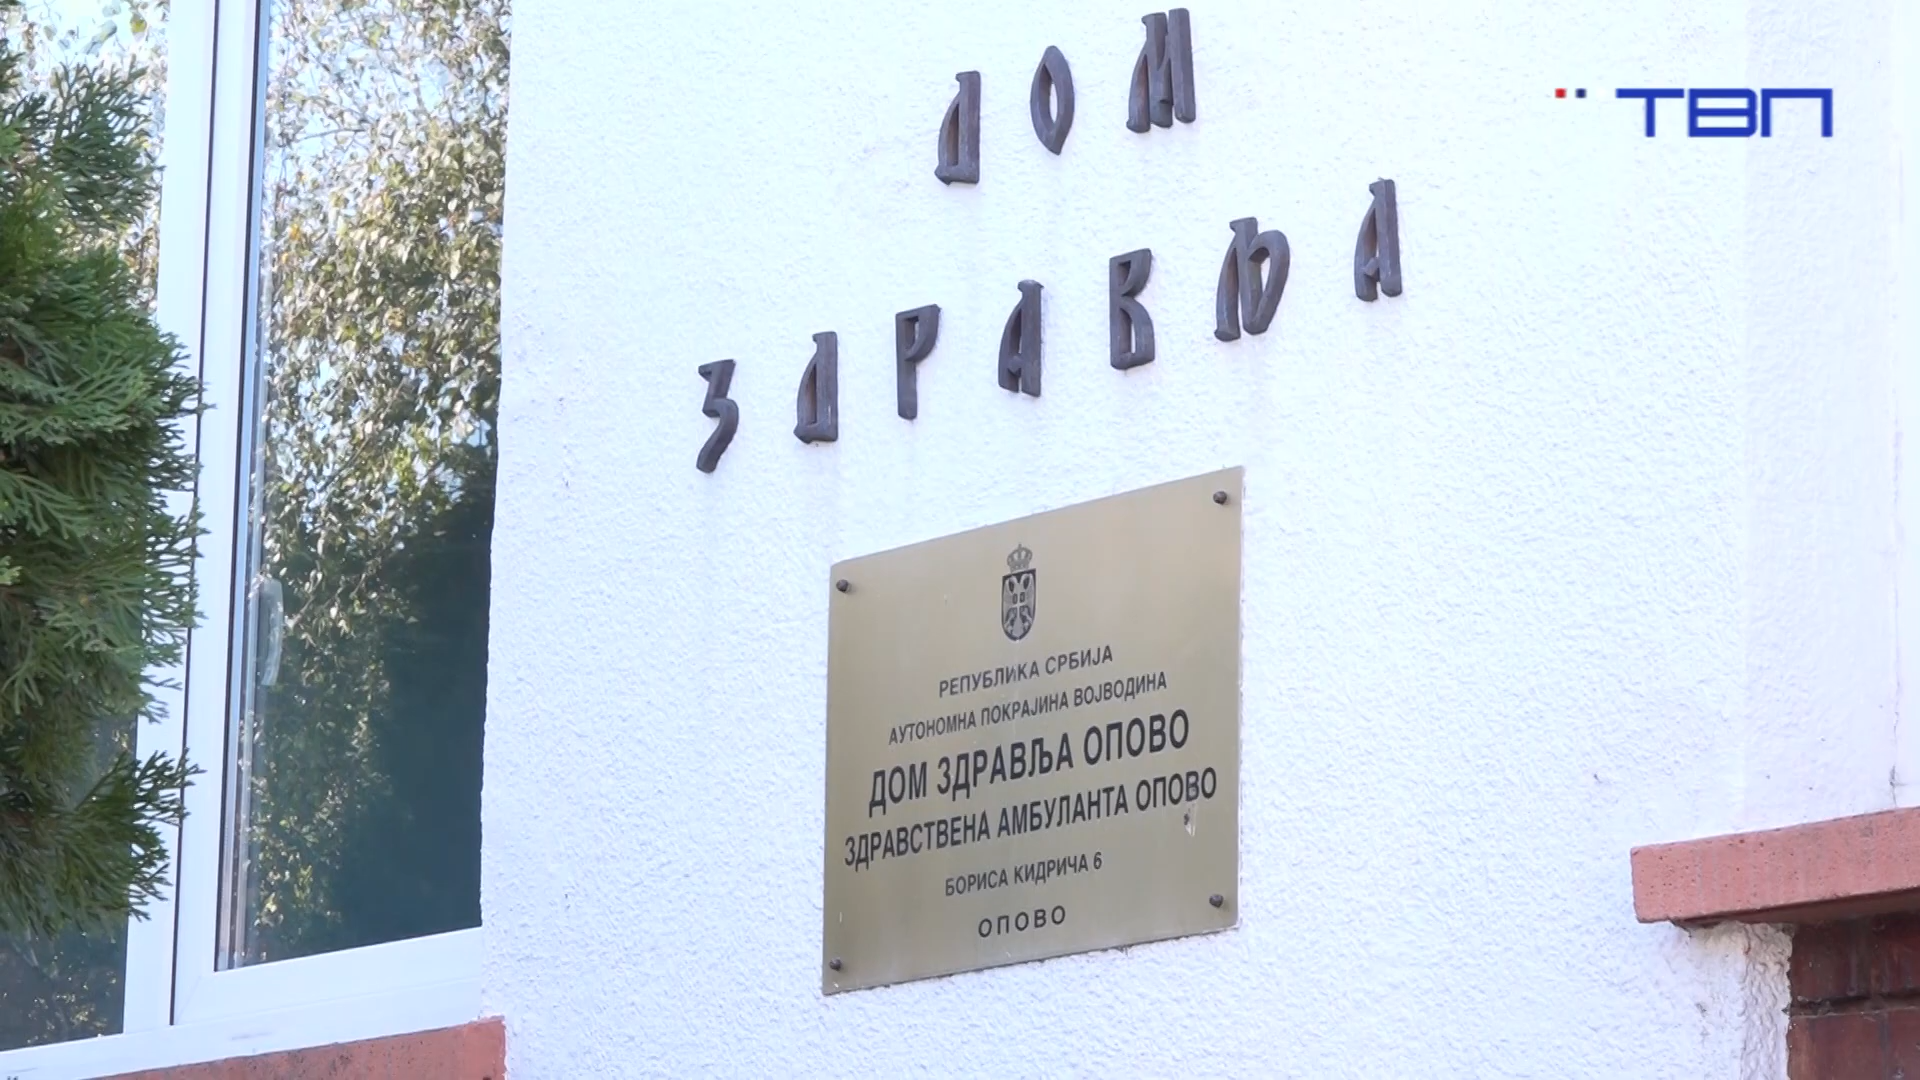 ДОМ
ТВП
ЗДРАВЉА
РЕПУБЛИКА СРБИЈА
АУТОНОМНА ПОКРАЈИНА ВОЈВОДИНА
ДОМ ЗДРАВЉА ОПОВО
ЗДРАВСТВЕНА АМБУЛАНТА ОПОВО
БОРИСА КИДРИЧА 6
ОПОВО